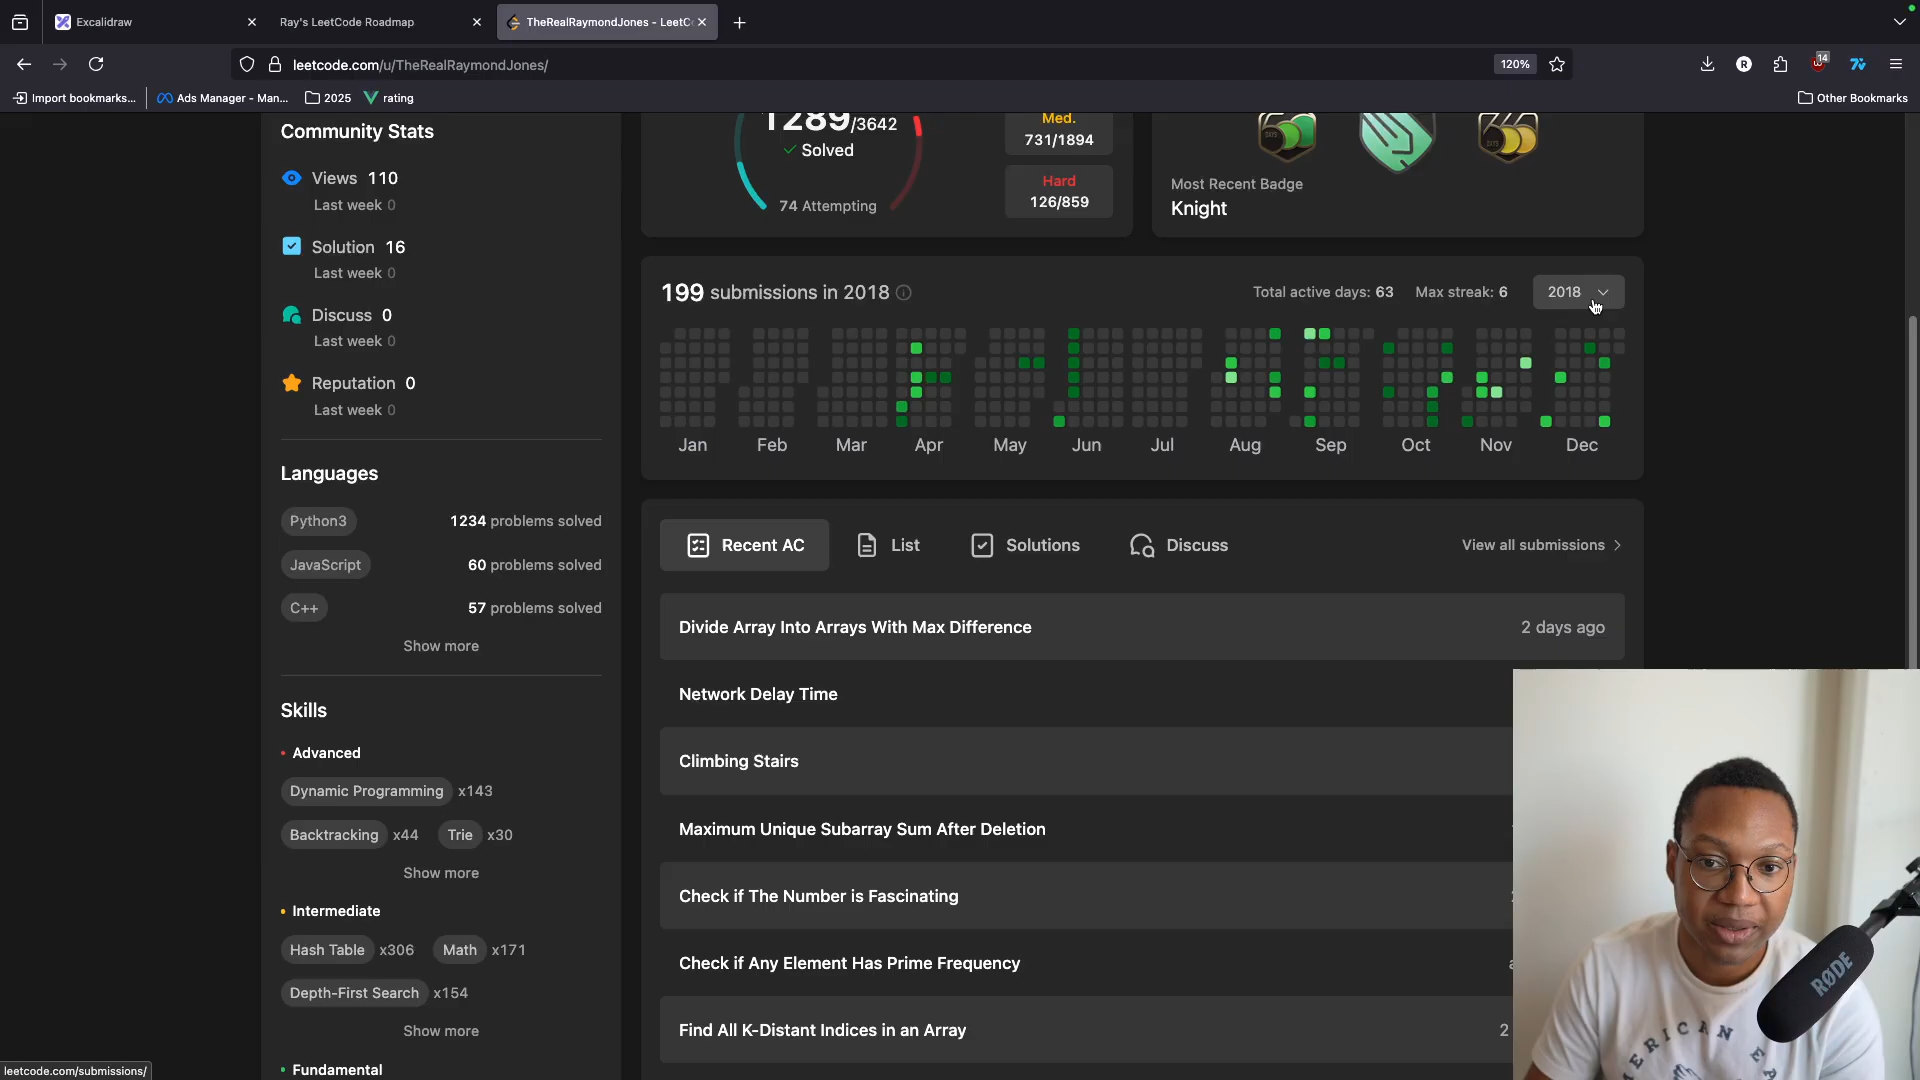 Excalidraw
Ray's LeetCode Roadmap
TheRealRaymondJones - LeetC
leetcode.com/u/TheRealRaymondJones/
120%
R
14
Import bookmarks...
Ads Manager - Man...
2025
rating
Other Bookmarks
Community Stats
Views 110
Last week 0
Solution 16
Last week 0
Discuss 0
Last week 0
Reputation 0
Last week 0
Languages
Python3 1234 problems solved
JavaScript 60 problems solved
C++ 57 problems solved
Show more
Skills
Advanced
Dynamic Programming x143
Backtracking x44 Trie x30
Show more
Intermediate
Hash Table x306 Math x171
Depth-First Search x154
Show more
Fundamental
1289/3642
Solved
74 Attempting
Med.
731/1894
Hard
126/859
DAYS
Most Recent Badge
Knight
199 submissions in 2018
Total active days: 63 Max streak: 6 2018
Jan Feb Mar Apr May Jun Jul Aug Sep Oct Nov Dec
Recent AC List Solutions Discuss View all submissions
Divide Array Into Arrays With Max Difference 2 days ago
Network Delay Time
Climbing Stairs
Maximum Unique Subarray Sum After Deletion
Check if The Number is Fascinating
Check if Any Element Has Prime Frequency
Find All K-Distant Indices in an Array 2
leetcode.com/submissions/
RØDE